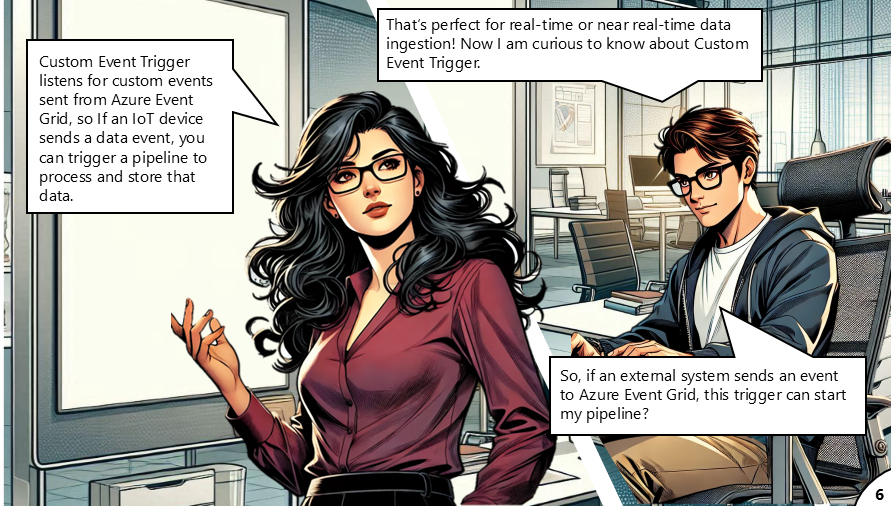 That's perfect for real-time or near real-time data
ingestion! Now I am curious to know about Custom
Event Trigger.
Custom Event Trigger
listens for custom events
sent from Azure Event
Grid, so If an IoT device
sends a data event, you
can trigger a pipeline to
process and store that
data.
So, if an external system sends an event
to Azure Event Grid, this trigger can start
my pipeline?
6